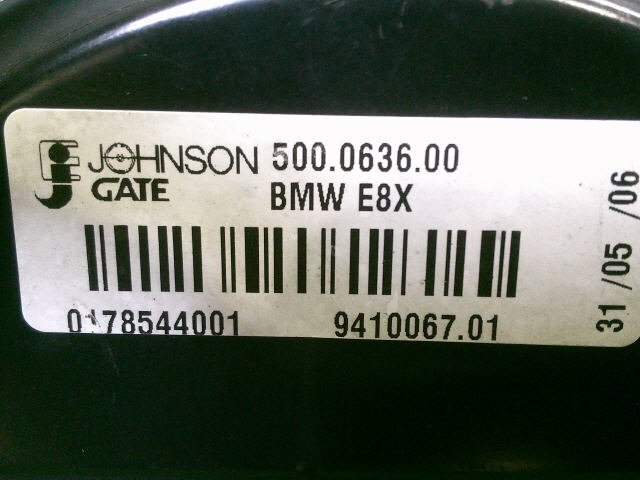 JOHNSON 500.0636.00
GATE BMW E8X
0178544001 9410067.01
31 /05 /06